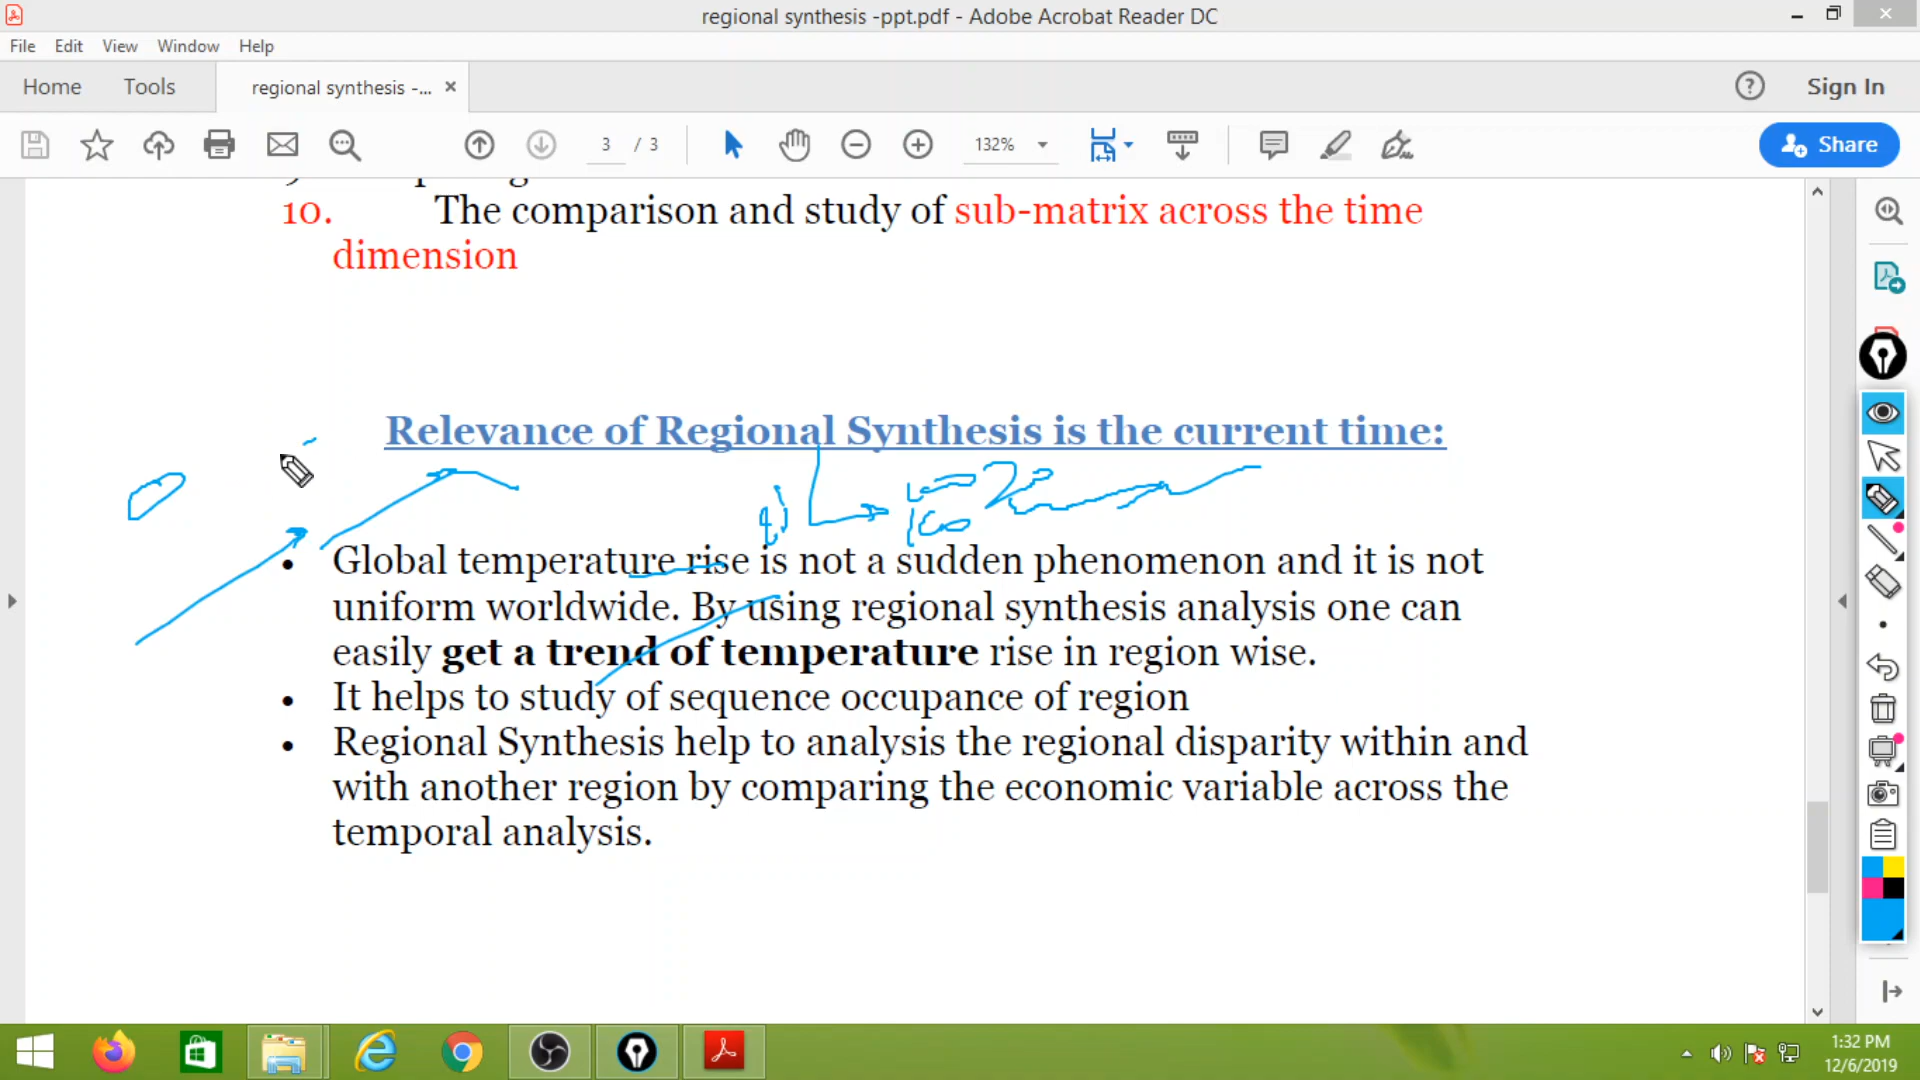 regional synthesis -ppt.pdf - Adobe Acrobat Reader DC
File Edit View Window Help
Home Tools regional synthesis -... × Sign In
3 / 3 132% Share
10. The comparison and study of sub-matrix across the time
dimension
Relevance of Regional Synthesis is the current time:
• Global temperature rise is not a sudden phenomenon and it is not
uniform worldwide. By using regional synthesis analysis one can
easily get a trend of temperature rise in region wise.
• It helps to study of sequence occupance of region
• Regional Synthesis help to analysis the regional disparity within and
with another region by comparing the economic variable across the
temporal analysis.
1:32 PM
12/6/2019